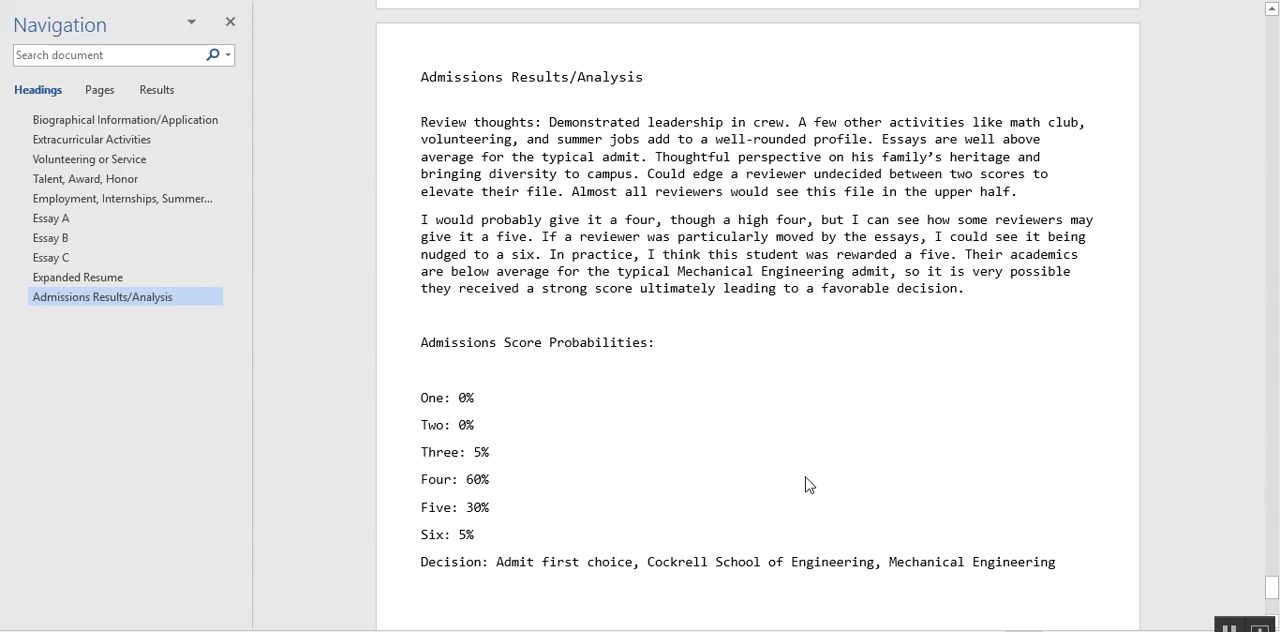 Navigation
Search document
Headings Pages Results
Biographical Information/Application
Extracurricular Activities
Volunteering or Service
Talent, Award, Honor
Employment, Internships, Summer...
Essay A
Essay B
Essay C
Expanded Resume
Admissions Results/Analysis
Admissions Results/Analysis
Review thoughts: Demonstrated leadership in crew. A few other activities like math club,
volunteering, and summer jobs add to a well-rounded profile. Essays are well above
average for the typical admit. Thoughtful perspective on his family’s heritage and
bringing diversity to campus. Could edge a reviewer undecided between two scores to
elevate their file. Almost all reviewers would see this file in the upper half.
I would probably give it a four, though a high four, but I can see how some reviewers may
give it a five. If a reviewer was particularly moved by the essays, I could see it being
nudged to a six. In practice, I think this student was rewarded a five. Their academics
are below average for the typical Mechanical Engineering admit, so it is very possible
they received a strong score ultimately leading to a favorable decision.
Admissions Score Probabilities:
One: 0%
Two: 0%
Three: 5%
Four: 60%
Five: 30%
Six: 5%
Decision: Admit first choice, Cockrell School of Engineering, Mechanical Engineering